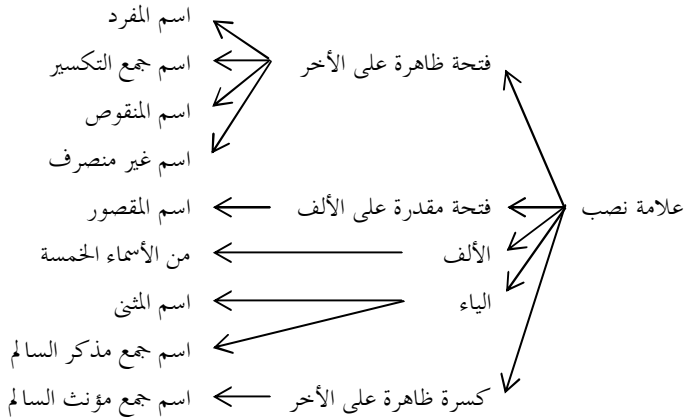 علامة نصب
فتحة ظاهرة على الأخر
اسم المفرد
اسم جمع التكسير
اسم المنقوص
اسم غير منصرف
فتحة مقدرة على الألف
اسم المقصور
الألف
من الأسماء الخمسة
الياء
اسم المثنى
اسم جمع مذكر السالم
كسرة ظاهرة على الأخر
اسم جمع مؤنث السالم